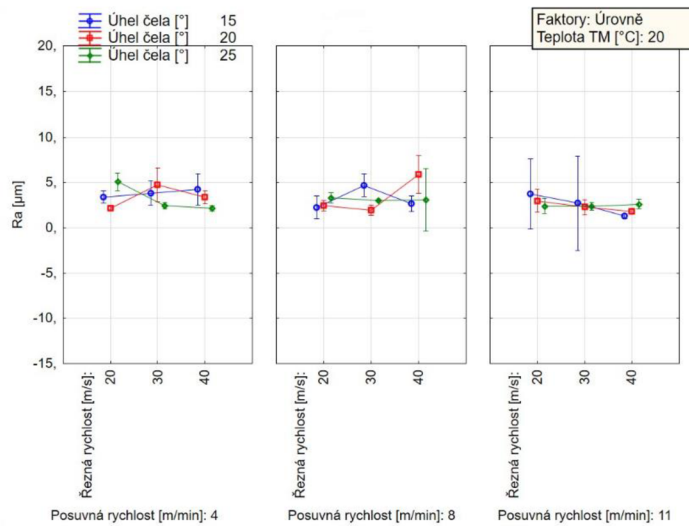 Úhel čela [°] 15
Úhel čela [°] 20
Úhel čela [°] 25
Faktory: Úrovně
Teplota TM [°C]: 20
Ra [µm]
20,
15,
10,
5,
0,
-5,
-10,
-15,
Řezná rychlost [m/s]:
20
30
40
Řezná rychlost [m/s]:
20
30
40
Řezná rychlost [m/s]:
20
30
40
Posuvná rychlost [m/min]: 4
Posuvná rychlost [m/min]: 8
Posuvná rychlost [m/min]: 11